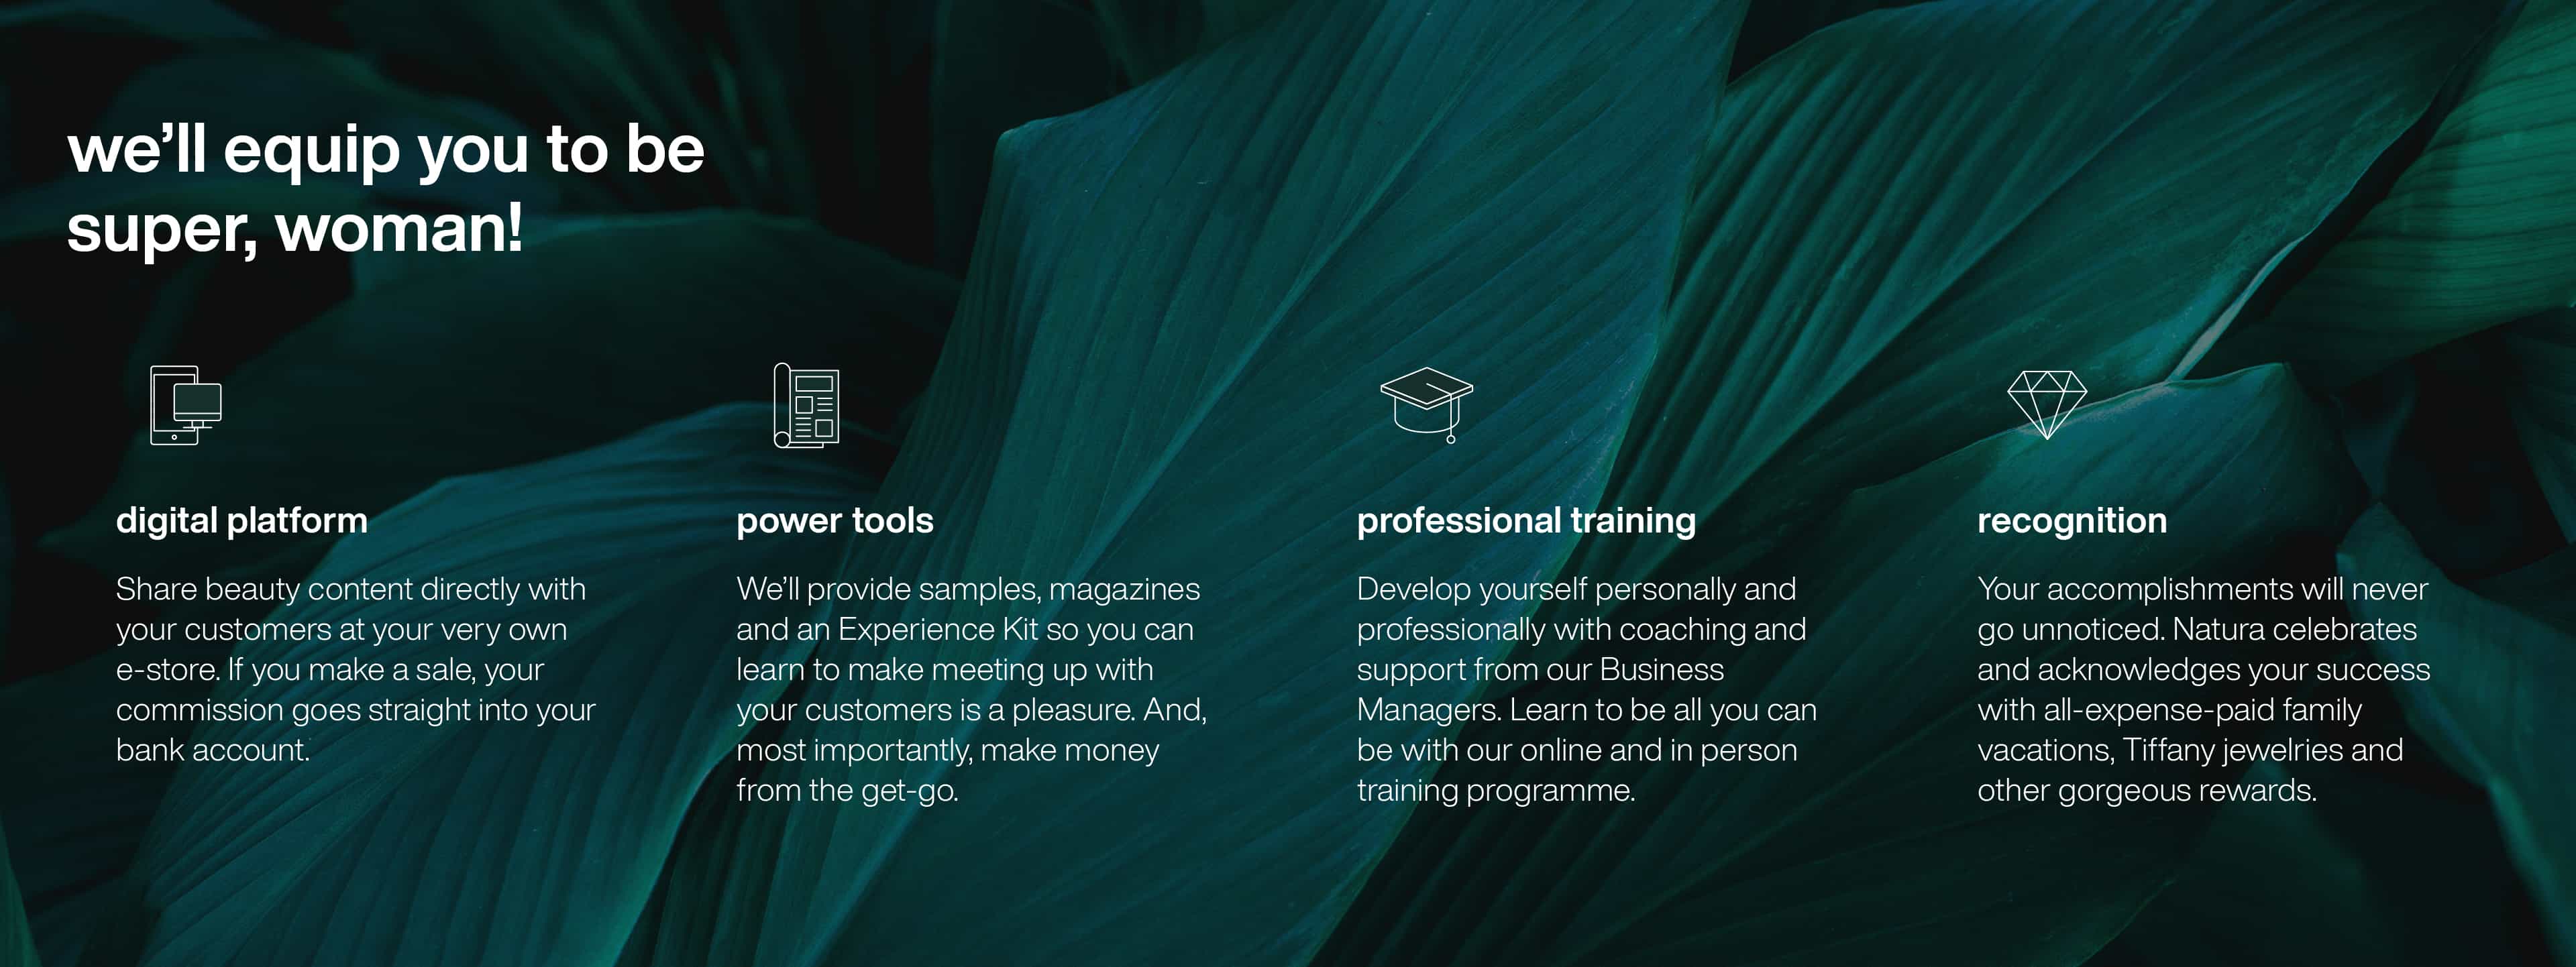 we’ll equip you to be
super, woman!
digital platform
Share beauty content directly with
your customers at your very own
e-store. If you make a sale, your
commission goes straight into your
bank account.
power tools
We’ll provide samples, magazines
and an Experience Kit so you can
learn to make meeting up with
your customers is a pleasure. And,
most importantly, make money
from the get-go.
professional training
Develop yourself personally and
professionally with coaching and
support from our Business
Managers. Learn to be all you can
be with our online and in person
training programme.
recognition
Your accomplishments will never
go unnoticed. Natura celebrates
and acknowledges your success
with all-expense-paid family
vacations, Tiffany jewelries and
other gorgeous rewards.